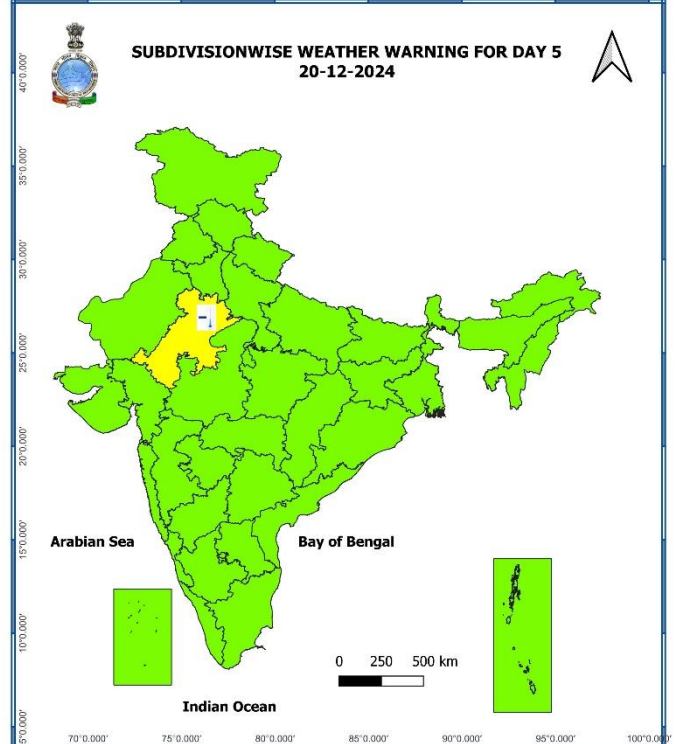 SUBDIVISIONWISE WEATHER WARNING FOR DAY 5
20-12-2024
40°0.000'
35°0.000'
30°0.000'
25°0.000'
20°0.000'
15°0.000'
10°0.000'
5°0.000'
Arabian Sea
Bay of Bengal
0 250 500 km
Indian Ocean
70°0.000' 75°0.000' 80°0.000' 85°0.000' 90°0.000' 95°0.000' 100°0.000'